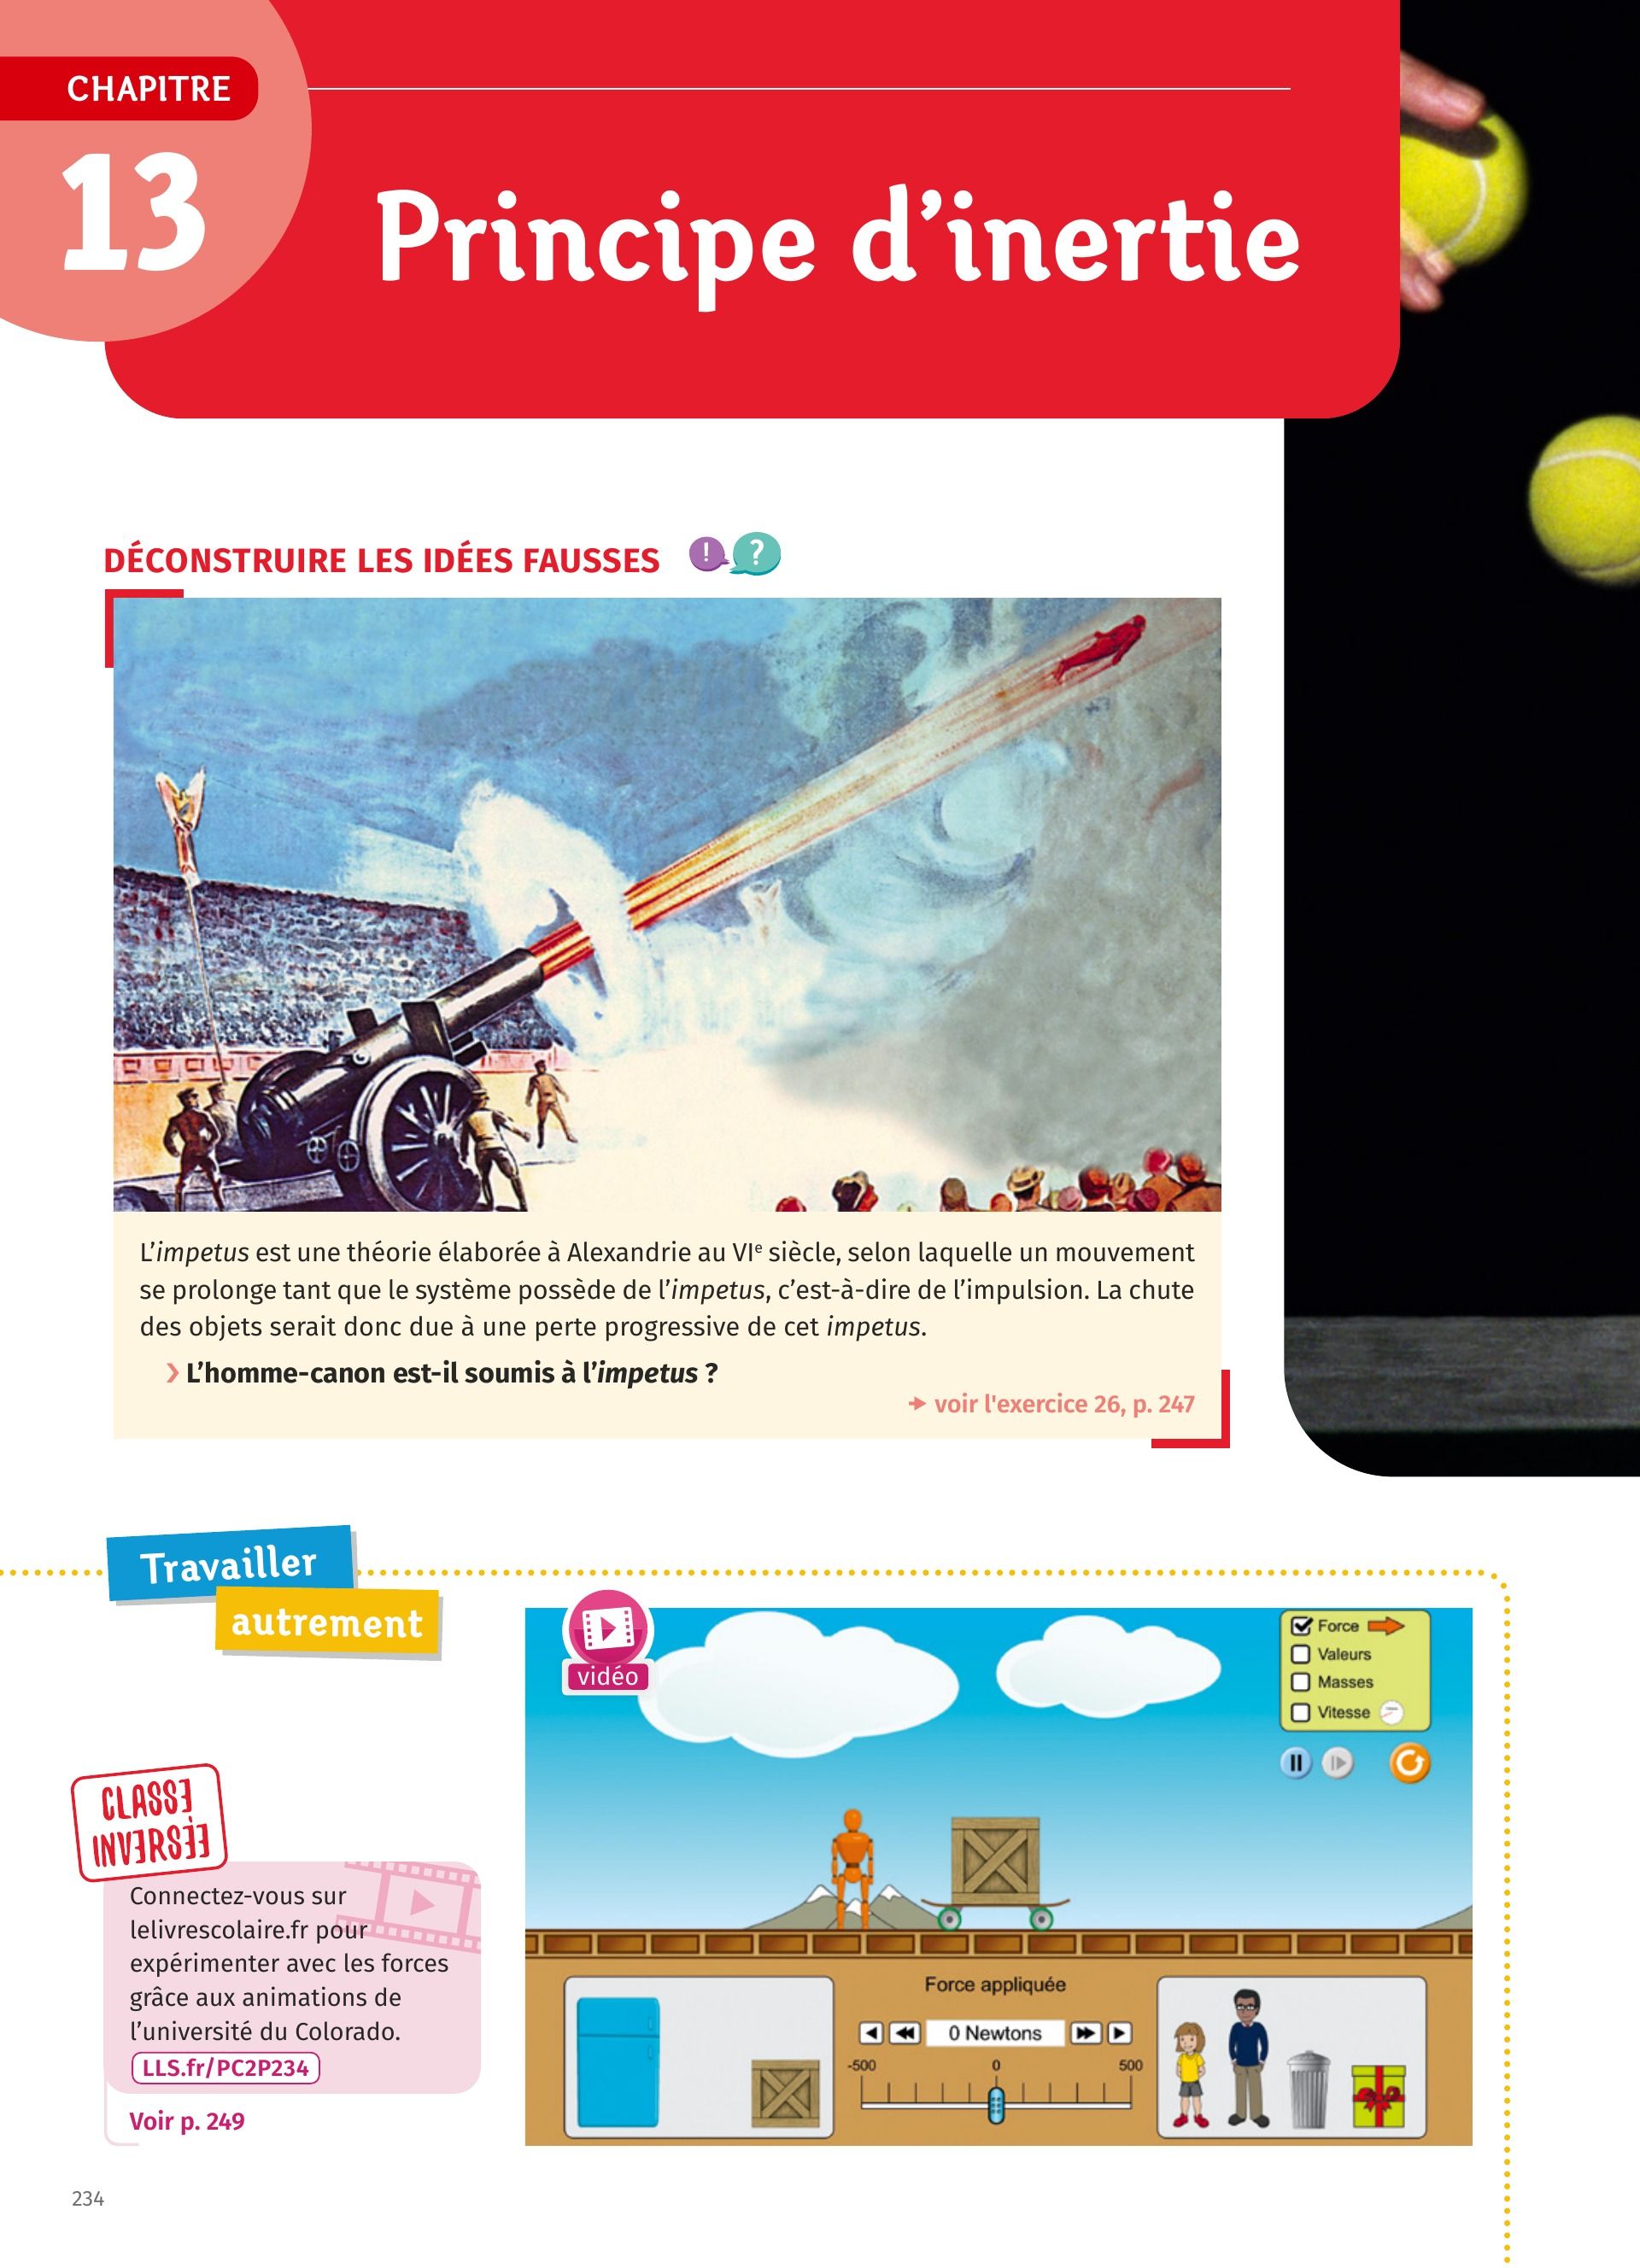 CHAPITRE
13
Principe d’inertie
DÉCONSTRUIRE LES IDÉES FAUSSES
! ?
L’impetus est une théorie élaborée à Alexandrie au VIe siècle, selon laquelle un mouvement
se prolonge tant que le système possède de l’impetus, c’est-à-dire de l’impulsion. La chute
des objets serait donc due à une perte progressive de cet impetus.
› L’homme-canon est-il soumis à l’impetus ?
voir l'exercice 26, p. 247
Travailler
autrement
vidéo
Force
Valeurs
Masses
Vitesse
CLASSE
INVERSÉE
Connectez-vous sur
lelivrescolaire.fr pour
expérimenter avec les forces
grâce aux animations de
l’université du Colorado.
LLS.fr/PC2P234
Voir p. 249
Force appliquée
0 Newtons
-500 0 500
234